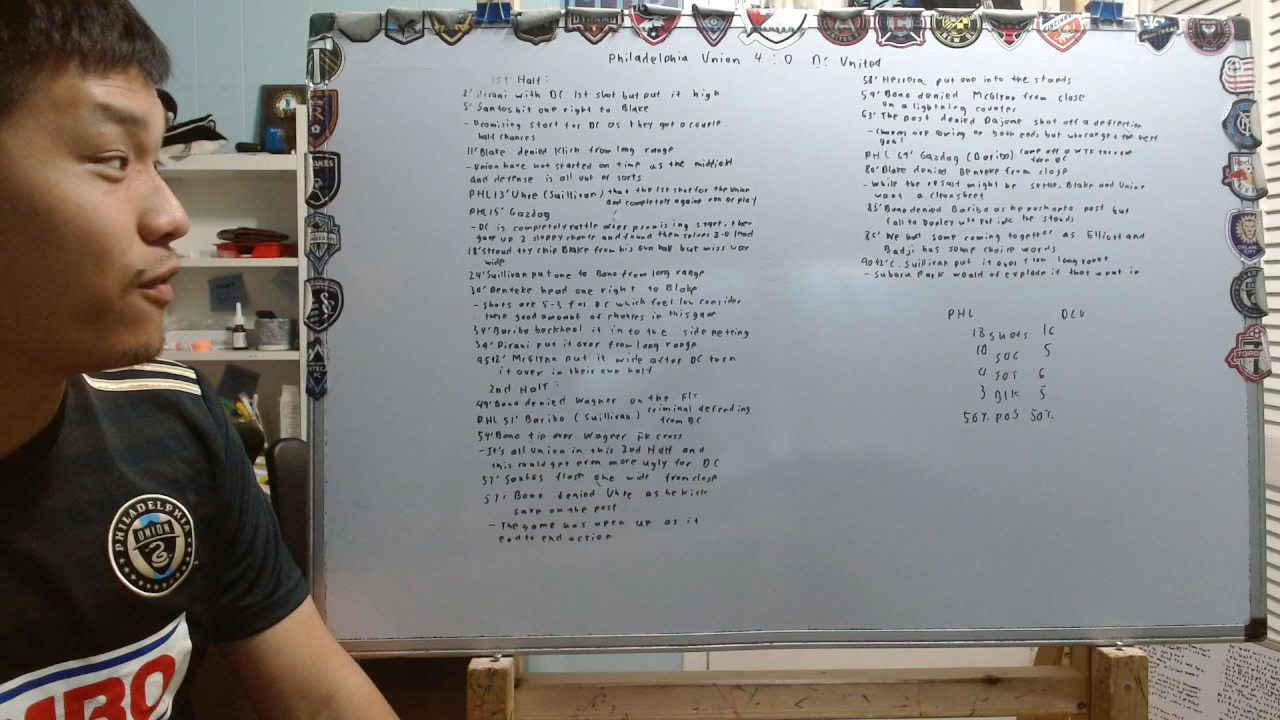 Philadelphia Union 4 : 0 DC United
1st Half:
2' Pirani with DC 1st shot but put it high
5' Santos hit one right to Blake
- Promising start for DC as they got a couple
half chances
11' Blake denied Klich from long range
- Union have not started on time as the midfield
and defense is all out of sorts
PHL 13' Uhre (Sullivan) that the 1st shot for the Union
and completely against run of play
PHL 15' Gazdag
- DC is completely rattle after promising start. They
gave up 2 sloppy chance and found themselves 2-0 lead
18' Stroud try chip Blake from his own half but miss
wide
24' Sullivan put one to Bono from long range
30' Benteke head one right to Blake
- Shots are 5-3 for DC which feel low consider
there good amount of chances in this game
34' Baribo backheel it in to the side netting
39' Pirani put it over from long range
45+2' McGlynn put it wide after DC turn
it over in their own half
2nd Half:
49' Bono denied Wagner on the FK
PHL 51' Baribo (Sullivan) criminal defending
from DC
54' Bono tip over Wagner FK cross
- It's all Union in this 2nd Half and
this could get even more ugly for DC
57' Santos flash one wide from close
57' Bono denied Uhre as he kick
save on the post
- The game has open up as it
end to end action
58' Herrera put one into the stands
59' Bono denied McGlynn from close
on a lightning counter
63' The post denied Dajome shot off a deflection
- Chances are on both ends but who can get the next
goal
PHL 69' Gazdag (Baribo) come off a turnover
from DC
80' Blake denied Benteke from close
- While the result might be settle, Blake and Union
want a cleansheet
83' Bono denied Baribo as he push onto post but
fall to who put into the stands
86' We got some coming together as Elliott and
Badji has some choice words
90+2' C. Sullivan put it over from long range
- Subaru Park would of explode if that went in
PHL DCU
18 shots 16
10 5
4 SOT 6
3 Blk 5
50% POS 50%
PHILADELPHIA
UNION